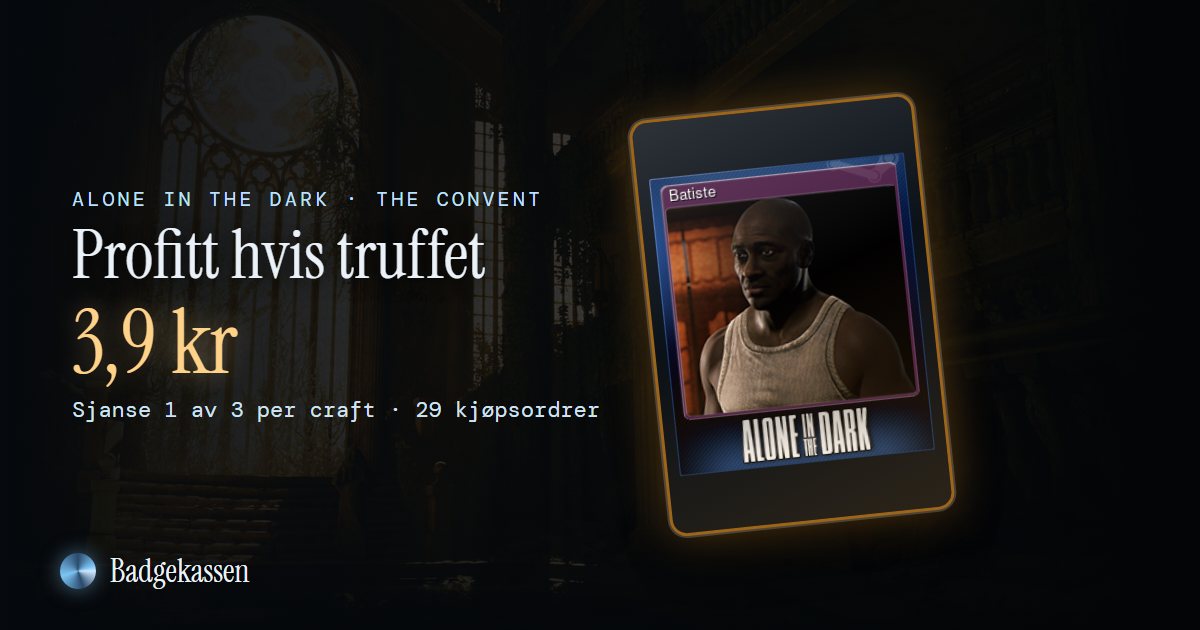 ALONE IN THE DARK · THE CONVENT
Profitt hvis truffet
3,9 kr
Sjanse 1 av 3 per craft · 29 kjøpsordrer
Badgekassen
Batiste
ALONE IN THE DARK